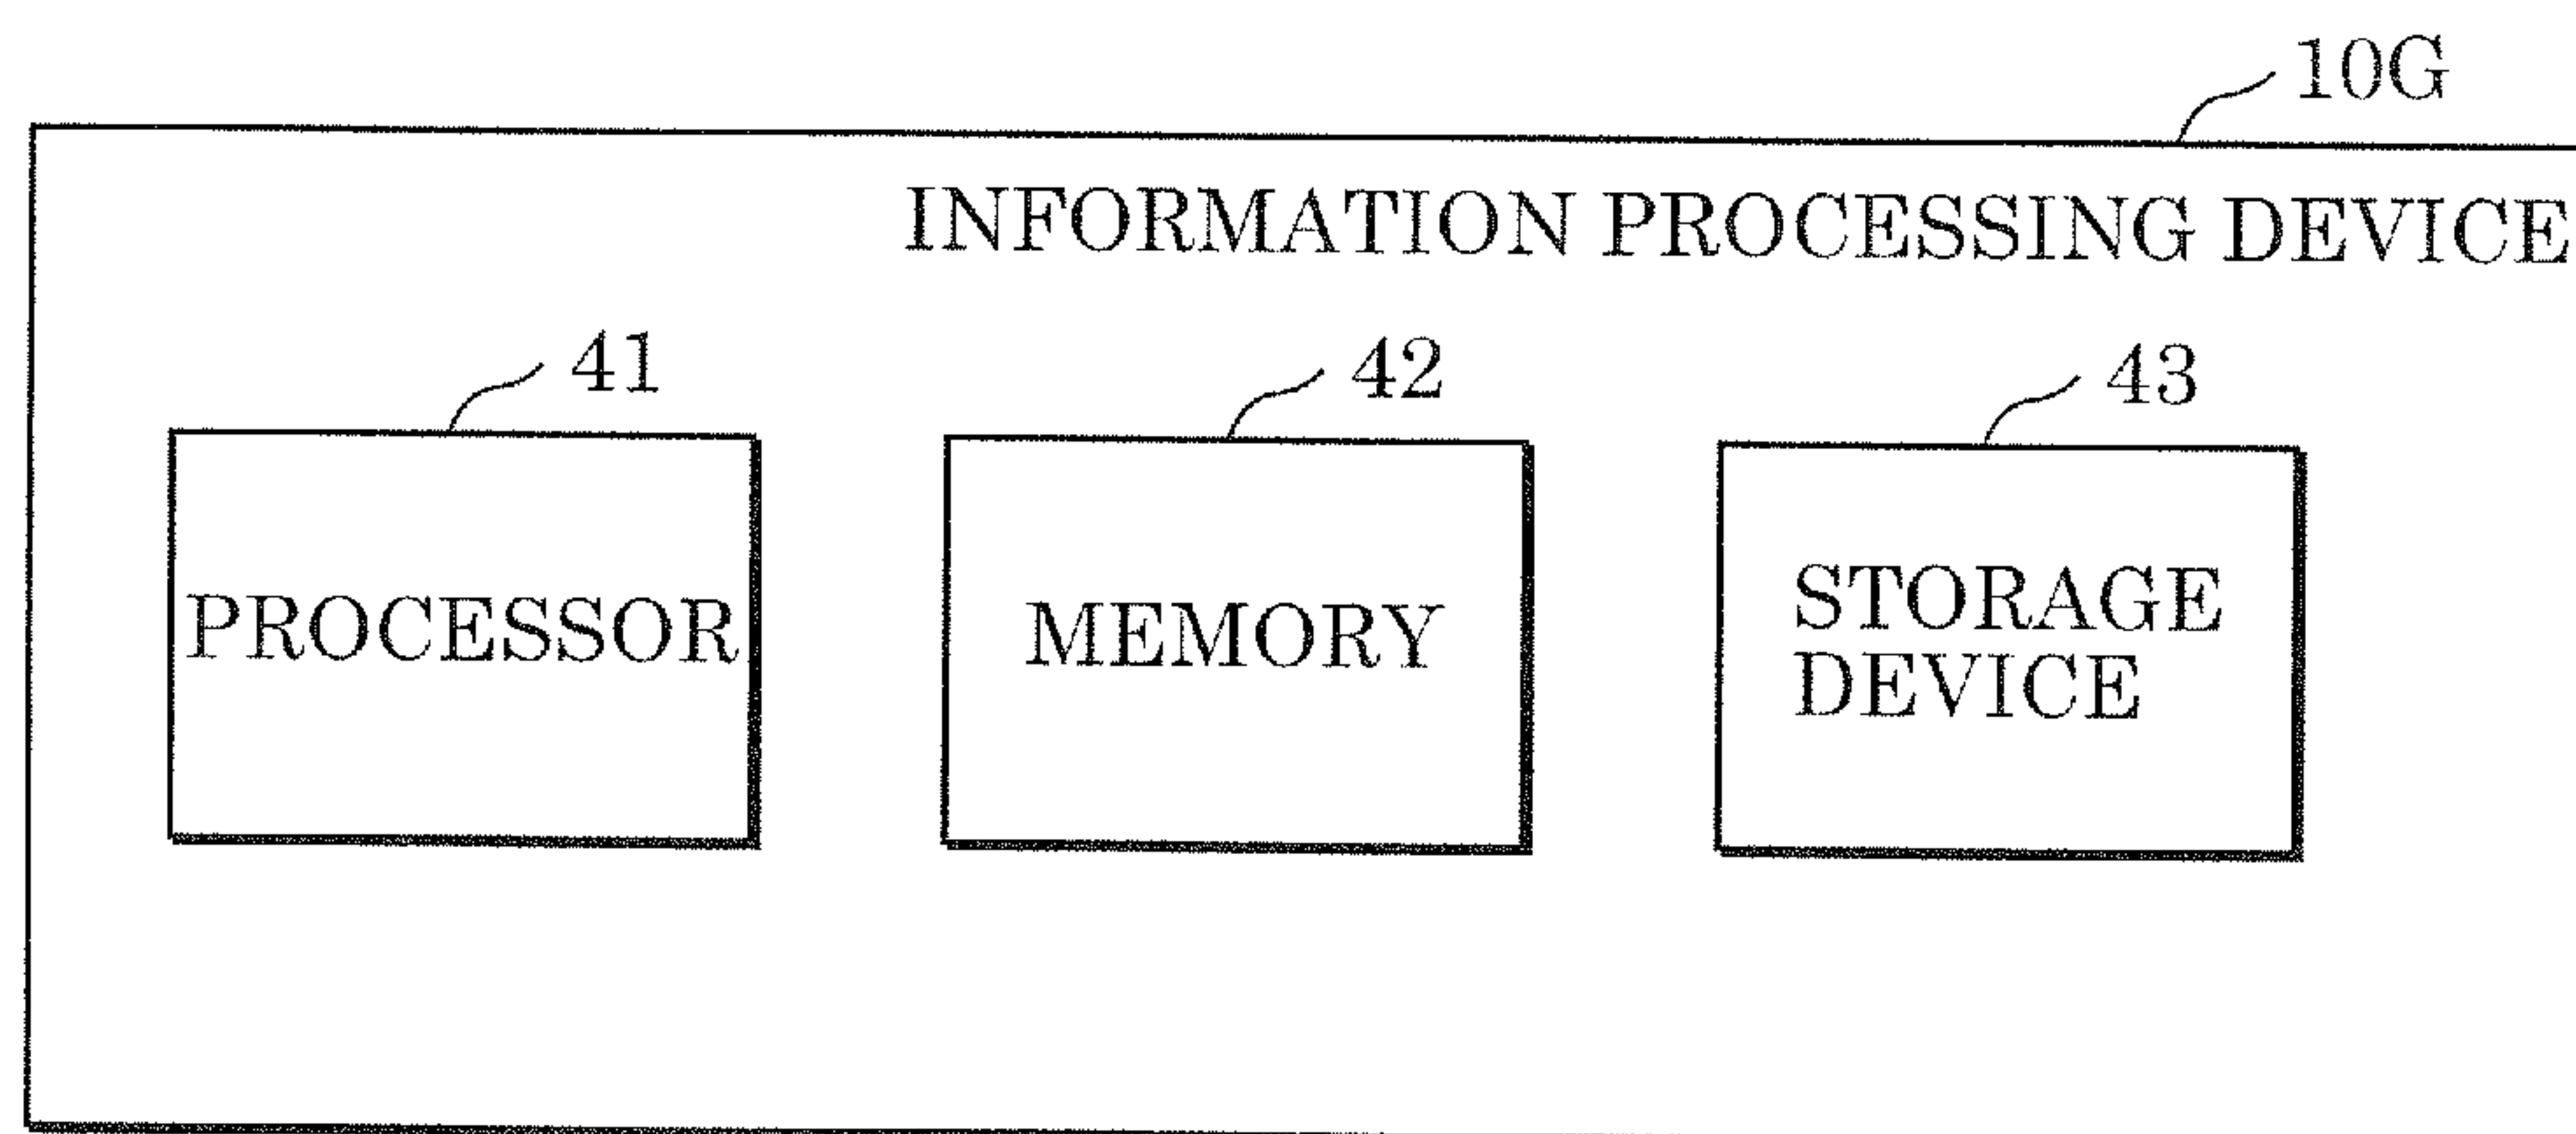 10G
INFORMATION PROCESSING DEVICE
41
42
43
PROCESSOR
MEMORY
STORAGE
DEVICE